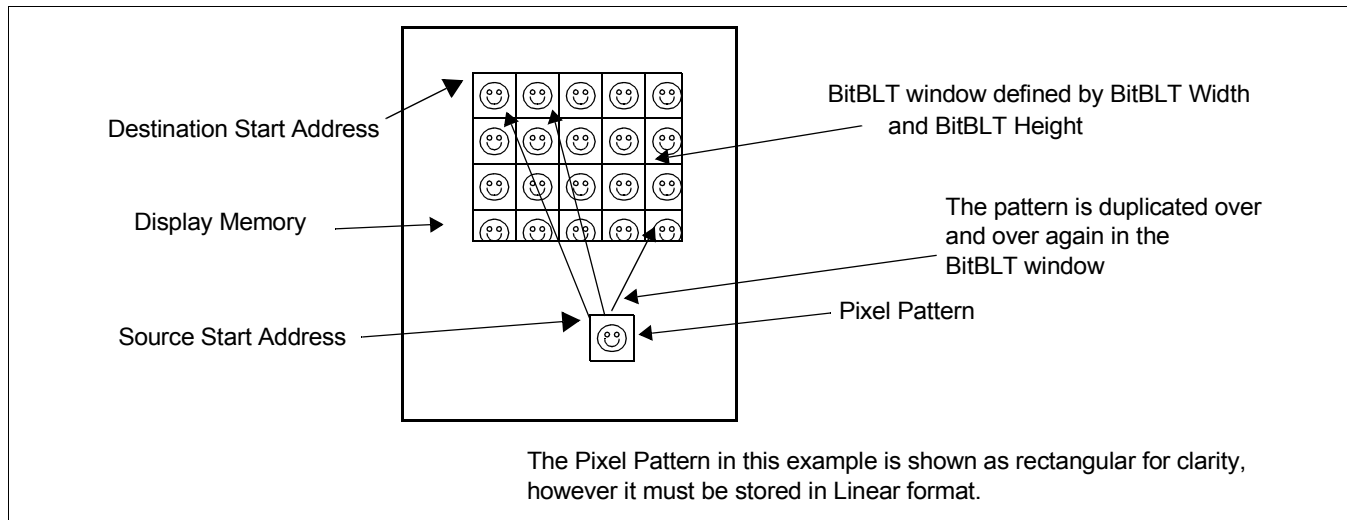 Destination Start Address
BitBLT window defined by BitBLT Width
and BitBLT Height
Display Memory
The pattern is duplicated over
and over again in the
BitBLT window
Source Start Address
Pixel Pattern
The Pixel Pattern in this example is shown as rectangular for clarity,
however it must be stored in Linear format.